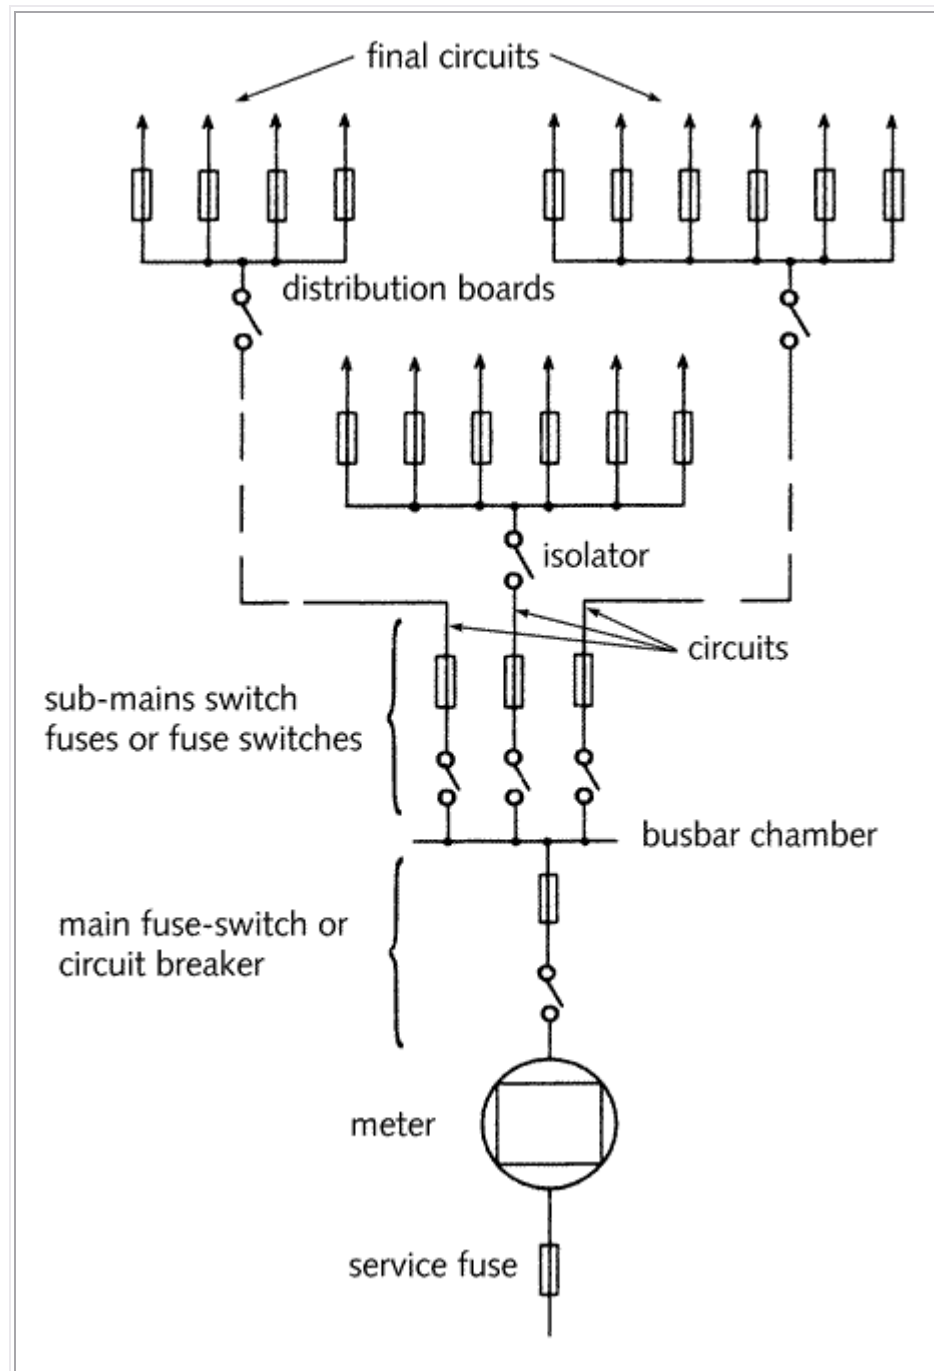 final circuits
distribution boards
isolator
circuits
sub-mains switch
fuses or fuse switches
busbar chamber
main fuse-switch or
circuit breaker
meter
service fuse